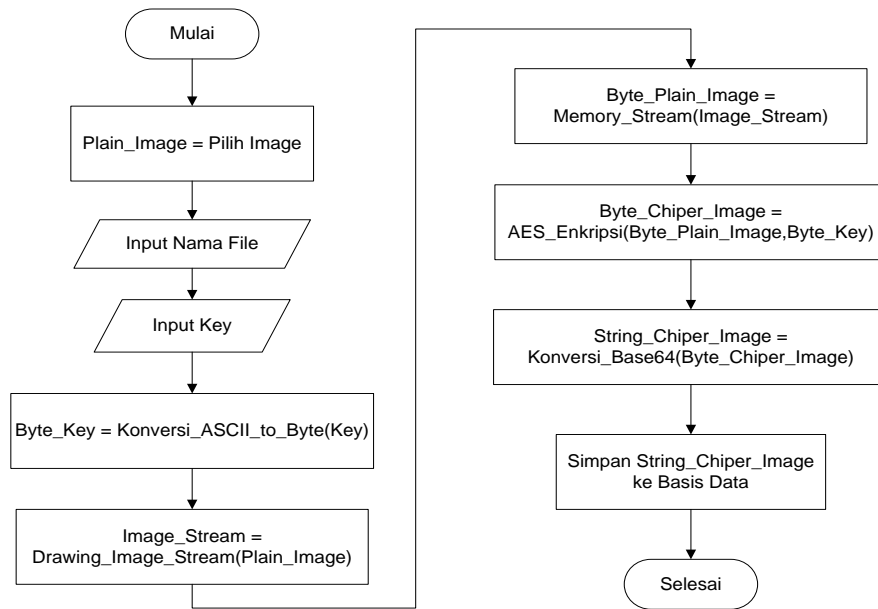 Mulai
Plain_Image = Pilih Image
Input Nama File
Input Key
Byte_Key = Konversi_ASCII_to_Byte(Key)
Image_Stream =
Drawing_Image_Stream(Plain_Image)
Byte_Plain_Image =
Memory_Stream(Image_Stream)
Byte_Chiper_Image =
AES_Enkripsi(Byte_Plain_Image,Byte_Key)
String_Chiper_Image =
Konversi_Base64(Byte_Chiper_Image)
Simpan String_Chiper_Image
ke Basis Data
Selesai